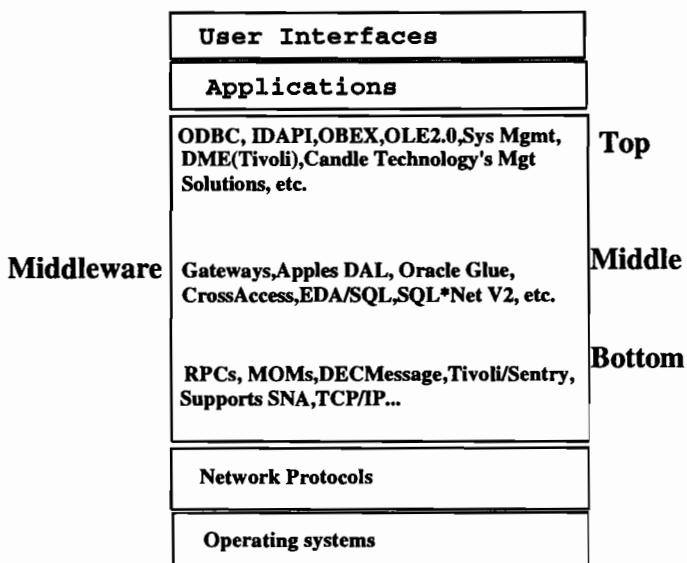 User Interfaces
Applications
ODBC, IDAPI,OBEX,OLE2.0,Sys Mgmt,
DME(Tivoli),Candle Technology's Mgt
Solutions, etc.
Top
Middleware
Gateways,Apples DAL, Oracle Glue,
CrossAccess,EDA/SQL,SQL*Net V2, etc.
Middle
RPCs, MOMs,DECMessage,Tivoli/Sentry,
Supports SNA,TCP/IP...
Bottom
Network Protocols
Operating systems